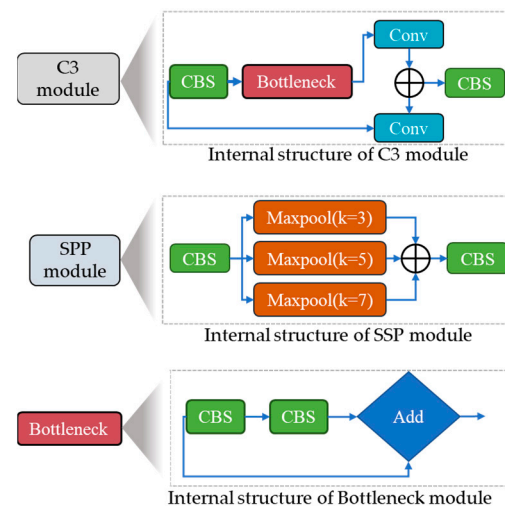 C3
module
CBS
Bottleneck
Conv
Conv
CBS
Internal structure of C3 module
SPP
module
CBS
Maxpool(k=3)
Maxpool(k=5)
Maxpool(k=7)
CBS
Internal structure of SSP module
Bottleneck
CBS
CBS
Add
Internal structure of Bottleneck module